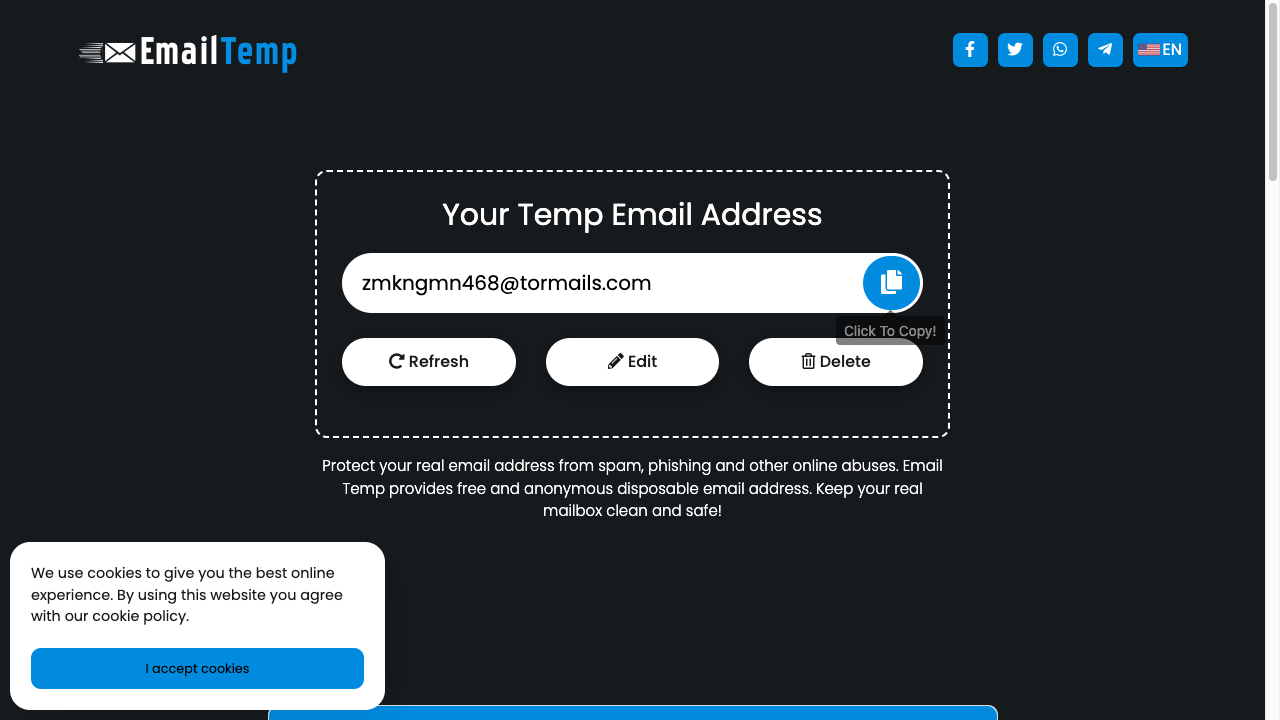 EmailTemp
EN
Your Temp Email Address
zmkngmn468@tormails.com
Click To Copy!
Refresh
Edit
Delete
Protect your real email address from spam, phishing and other online abuses. Email
Temp provides free and anonymous disposable email address. Keep your real
mailbox clean and safe!
We use cookies to give you the best online
experience. By using this website you agree
with our cookie policy.
I accept cookies